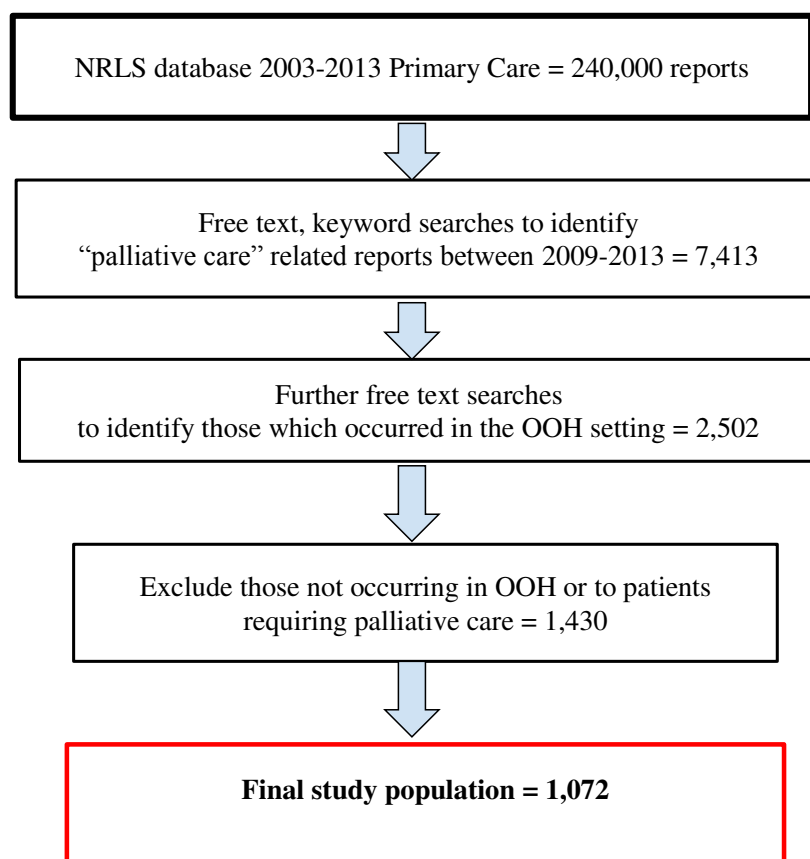 NRLS database 2003-2013 Primary Care = 240,000 reports
Free text, keyword searches to identify
“palliative care” related reports between 2009-2013 = 7,413
Further free text searches
to identify those which occurred in the OOH setting = 2,502
Exclude those not occurring in OOH or to patients
requiring palliative care = 1,430
Final study population = 1,072